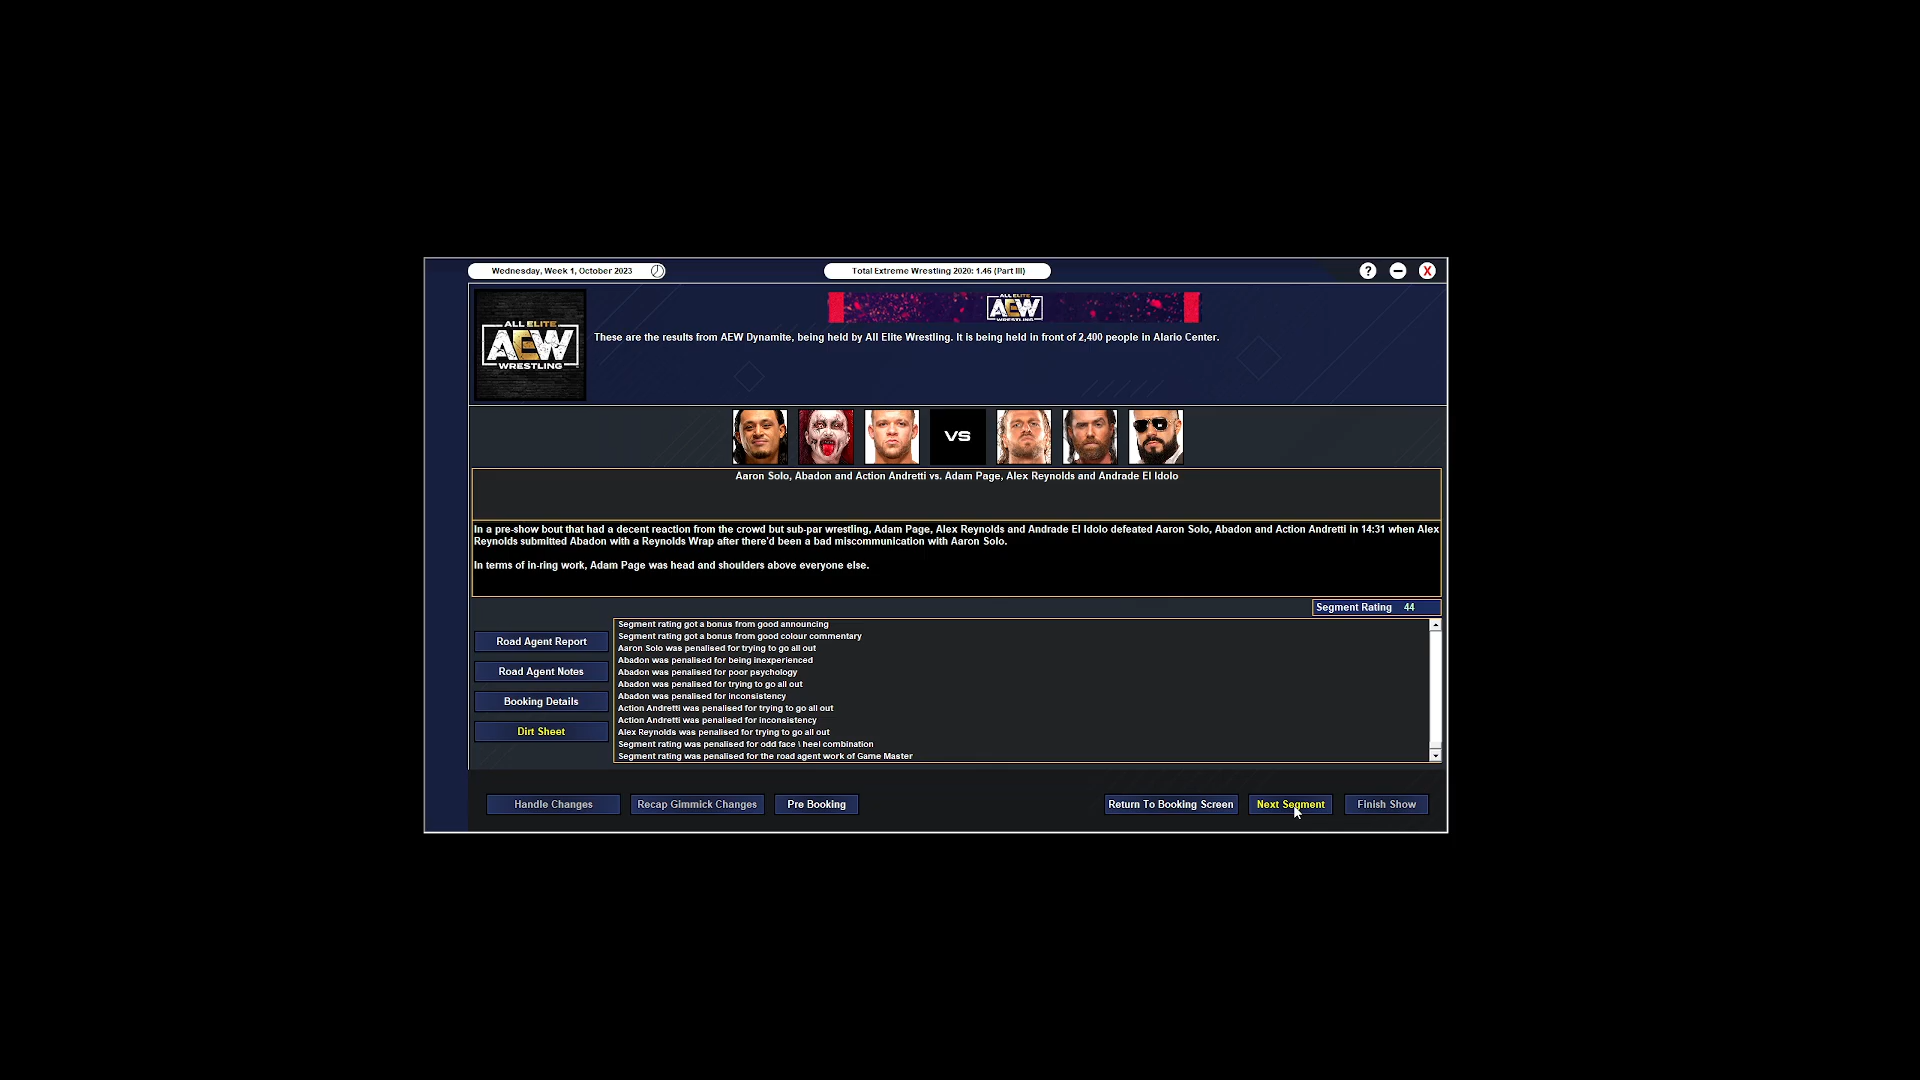 Wednesday, Week 1, October 2023
Total Extreme Wrestling 2020: 1.46 (Part III)
?
X
ALL ELITE
AEW
WRESTLING
ALL ELITE
AEW
WRESTLING
These are the results from AEW Dynamite, being held by All Elite Wrestling. It is being held in front of 2,400 people in Alario Center.
VS
Aaron Solo, Abadon and Action Andretti vs. Adam Page, Alex Reynolds and Andrade El Idolo
In a pre-show bout that had a decent reaction from the crowd but sub-par wrestling, Adam Page, Alex Reynolds and Andrade El Idolo defeated Aaron Solo, Abadon and Action Andretti in 14:31 when Alex
Reynolds submitted Abadon with a Reynolds Wrap after there'd been a bad miscommunication with Aaron Solo.
In terms of in-ring work, Adam Page was head and shoulders above everyone else.
Segment Rating 44
Road Agent Report
Road Agent Notes
Booking Details
Dirt Sheet
Segment rating got a bonus from good announcing
Segment rating got a bonus from good colour commentary
Aaron Solo was penalised for trying to go all out
Abadon was penalised for being inexperienced
Abadon was penalised for poor psychology
Abadon was penalised for trying to go all out
Abadon was penalised for inconsistency
Action Andretti was penalised for trying to go all out
Action Andretti was penalised for inconsistency
Alex Reynolds was penalised for trying to go all out
Segment rating was penalised for odd face \ heel combination
Segment rating was penalised for the road agent work of Game Master
Handle Changes
Recap Gimmick Changes
Pre Booking
Return To Booking Screen
Next Segment
Finish Show